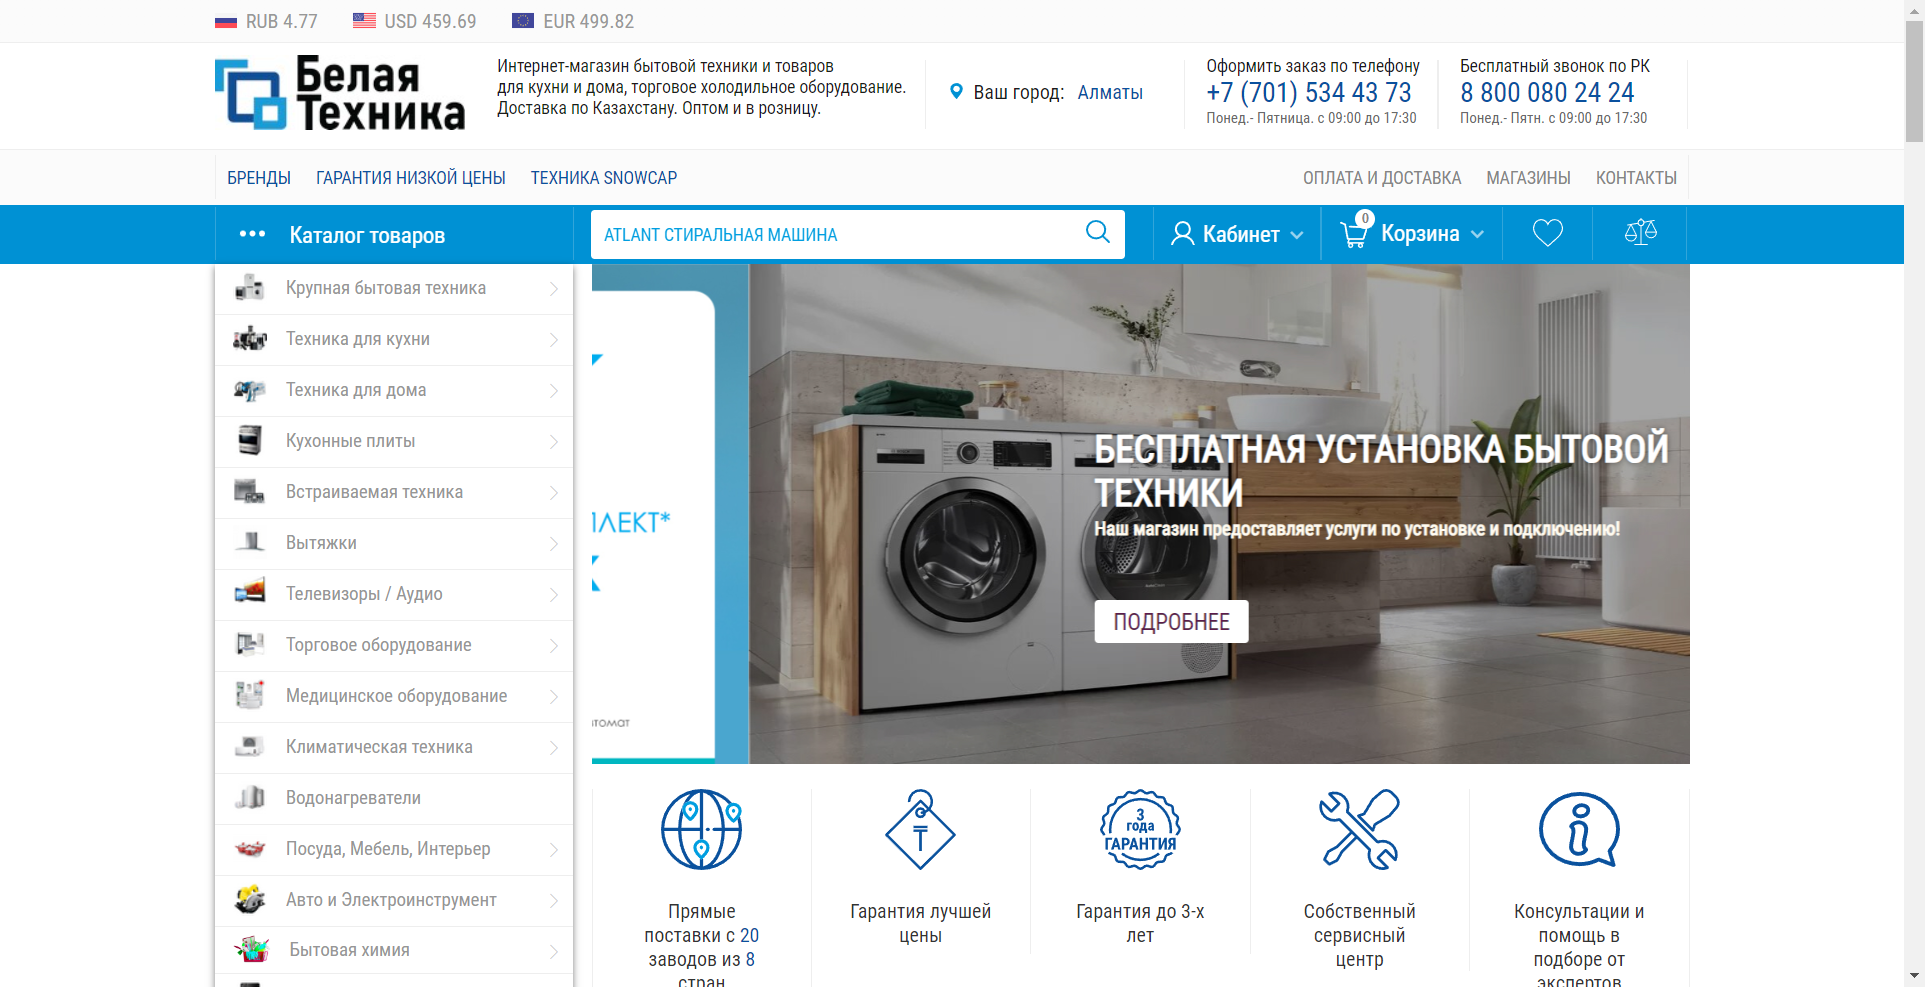 RUB 4.77 USD 459.69 EUR 499.82
Белая
Техника
Интернет-магазин бытовой техники и товаров
для кухни и дома, торговое холодильное оборудование.
Доставка по Казахстану. Оптом и в розницу.
Ваш город: Алматы
Оформить заказ по телефону
+7 (701) 534 43 73
Понед.- Пятница. с 09:00 до 17:30
Бесплатный звонок по РК
8 800 080 24 24
Понед.- Пятн. с 09:00 до 17:30
БРЕНДЫ ГАРАНТИЯ НИЗКОЙ ЦЕНЫ ТЕХНИКА SNOWCAP ОПЛАТА И ДОСТАВКА МАГАЗИНЫ КОНТАКТЫ
Каталог товаров ATLANT СТИРАЛЬНАЯ МАШИНА Кабинет 0 Корзина
Крупная бытовая техника
Техника для кухни
Техника для дома
Кухонные плиты
Встраиваемая техника
Вытяжки
Телевизоры / Аудио
Торговое оборудование
Медицинское оборудование
Климатическая техника
Водонагреватели
Посуда, Мебель, Интерьер
Авто и Электроинструмент
Бытовая химия
ПЛЕКТ*
томат
БЕСПЛАТНАЯ УСТАНОВКА БЫТОВОЙ
ТЕХНИКИ
Наш магазин предоставляет услуги по установке и подключению!
ПОДРОБНЕЕ
₸
3
года
ГАРАНТИЯ
Прямые
поставки с 20
заводов из 8
стран
Гарантия лучшей
цены
Гарантия до 3-х
лет
Собственный
сервисный
центр
Консультации и
помощь в
подборе от
экспертов